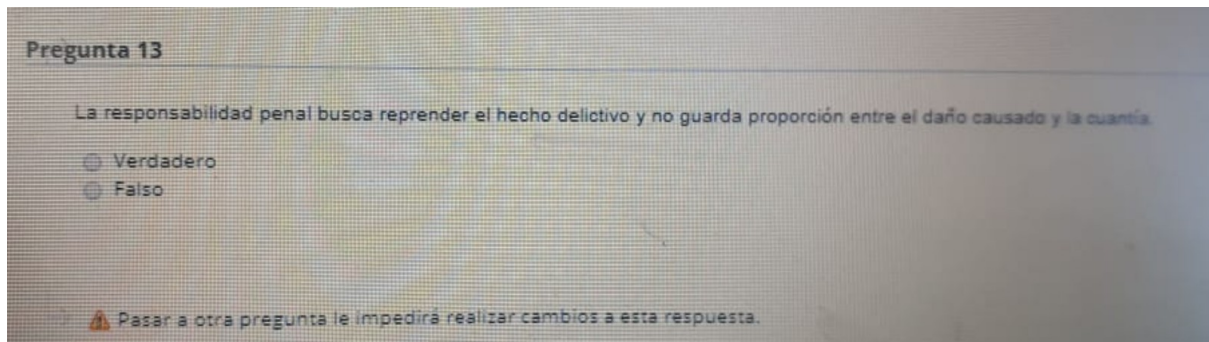 Pregunta 13
La responsabilidad penal busca reprender el hecho delictivo y no guarda proporción entre el daño causado y la cuantía.
Verdadero
Falso
Pasar a otra pregunta le impedirá realizar cambios a esta respuesta.